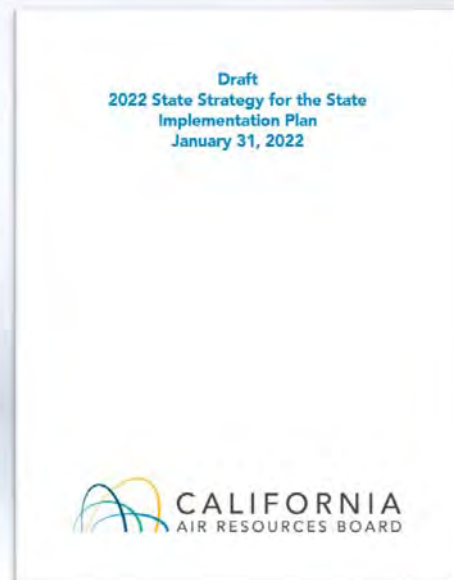 Draft
2022 State Strategy for the State
Implementation Plan
January 31, 2022
CALIFORNIA
AIR RESOURCES BOARD